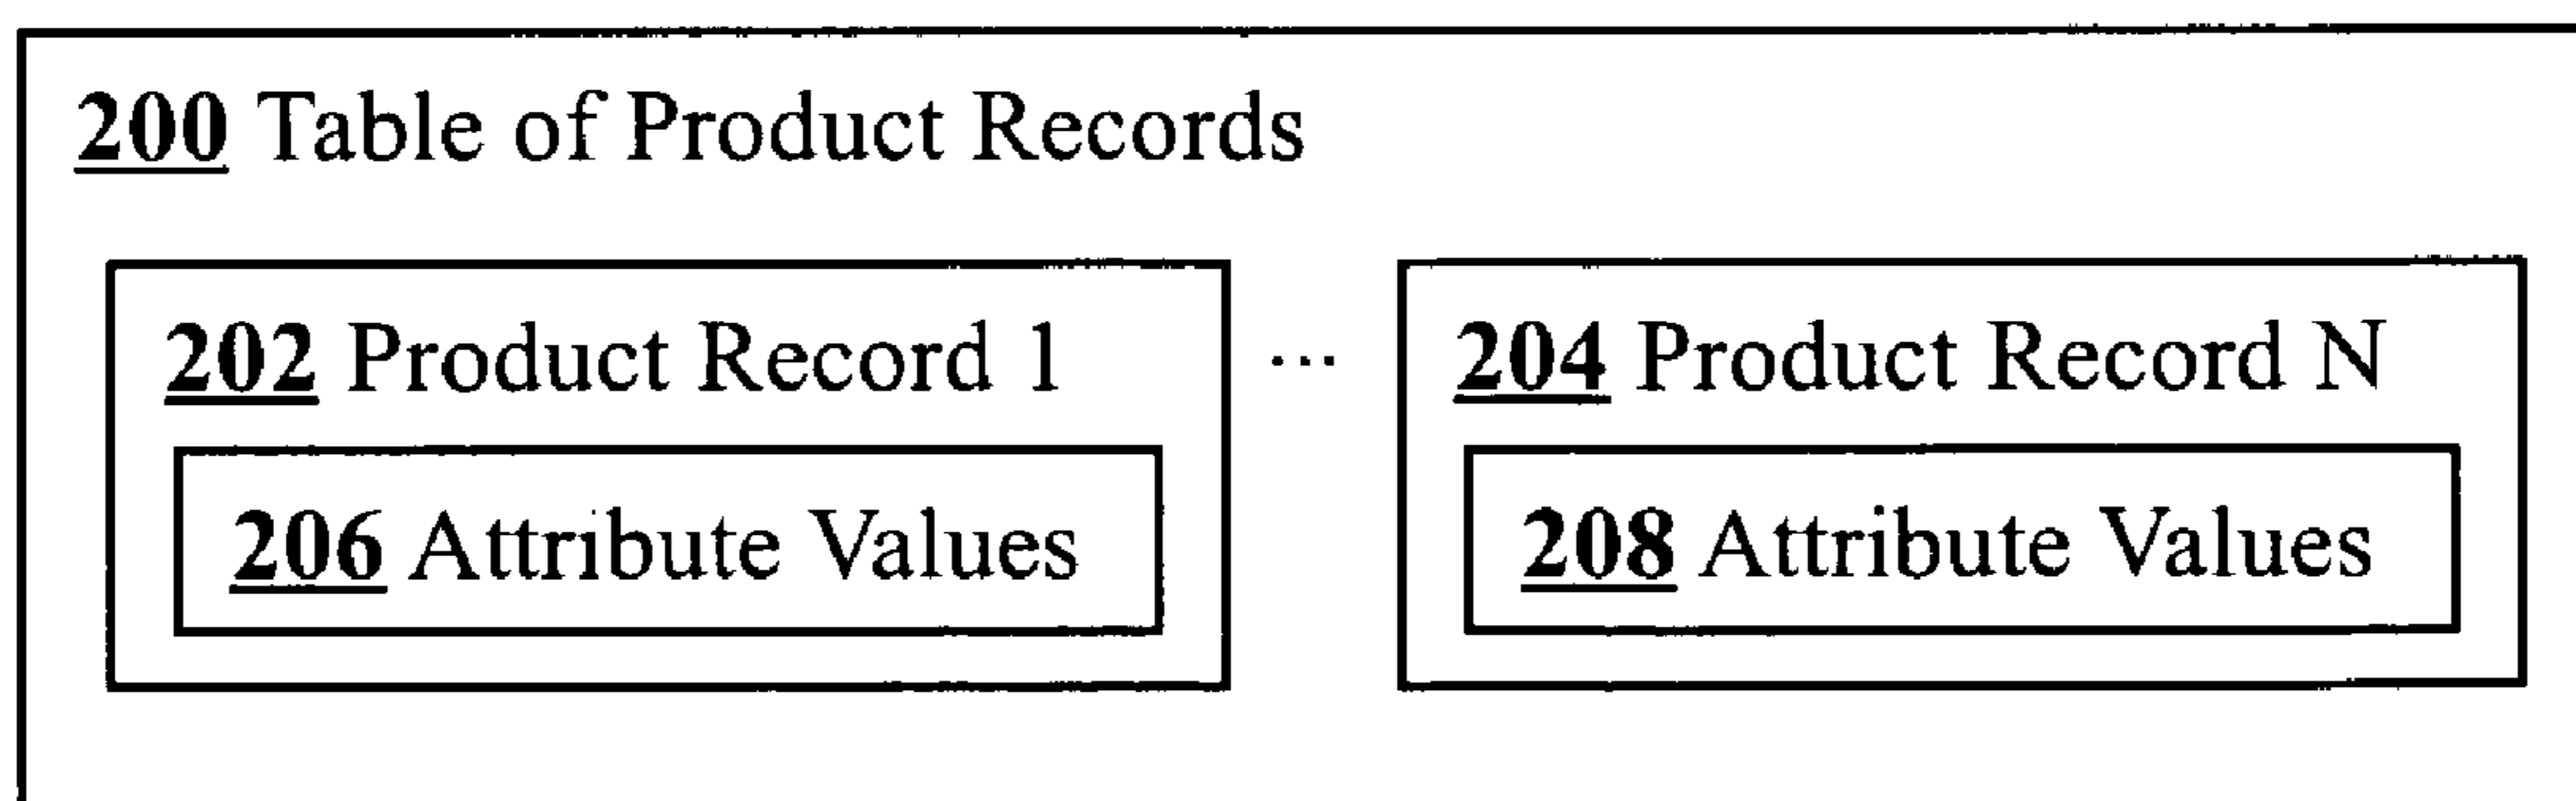 200 Table of Product Records
202 Product Record 1 ... 204 Product Record N
206 Attribute Values 208 Attribute Values